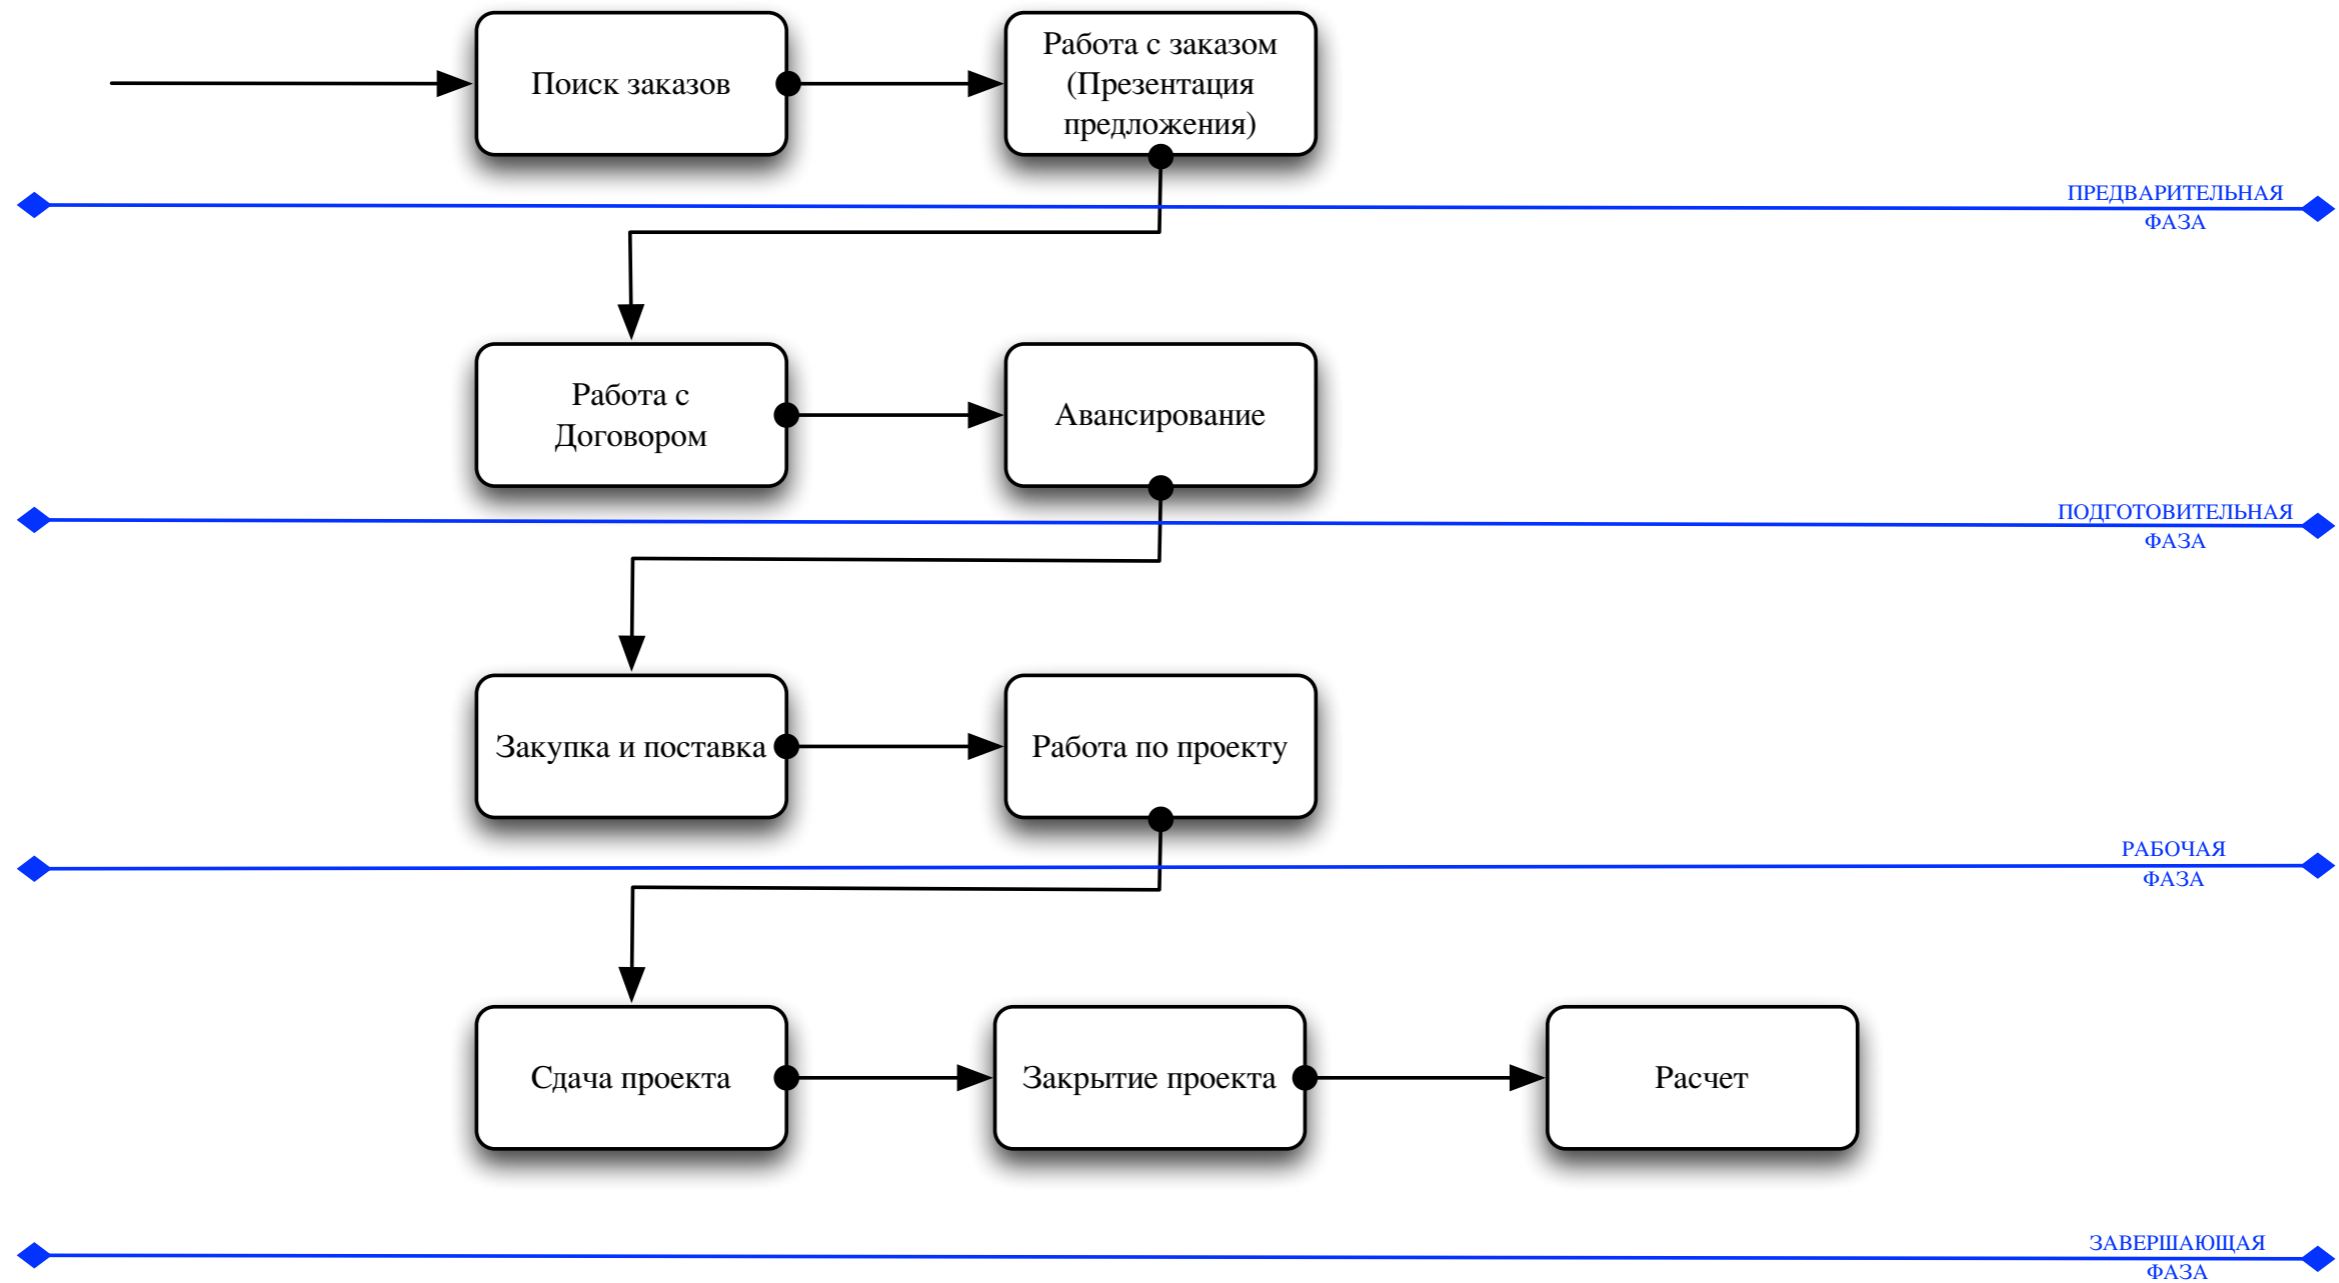 Поиск заказов
Работа с заказом
(Презентация
предложения)
ПРЕДВАРИТЕЛЬНАЯ
ФАЗА
Работа с
Договором
Авансирование
ПОДГОТОВИТЕЛЬНАЯ
ФАЗА
Закупка и поставка
Работа по проекту
РАБОЧАЯ
ФАЗА
Сдача проекта
Закрытие проекта
Расчет
ЗАВЕРШАЮЩАЯ
ФАЗА